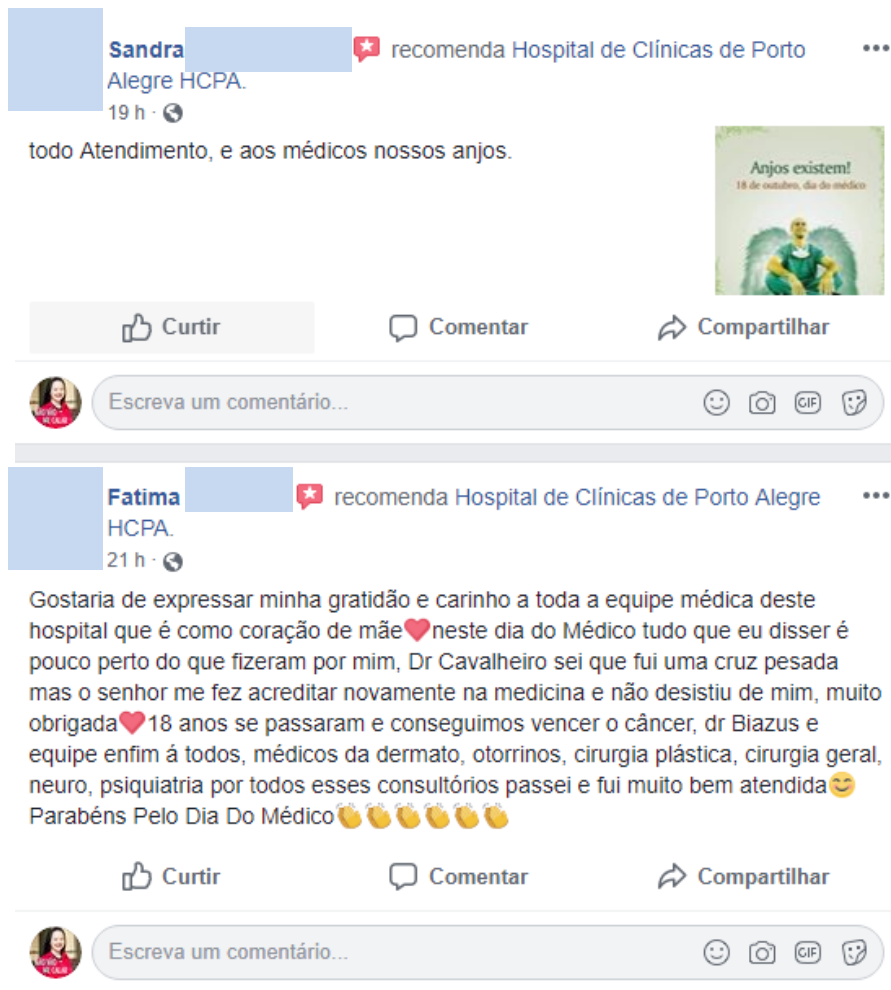 Sandra recomenda Hospital de Clínicas de Porto
Alegre HCPA.
19 h ·
todo Atendimento, e aos médicos nossos anjos.
Anjos existem!
18 de outubro, dia do médico
Curtir Comentar Compartilhar
Escreva um comentário...
GIF
Fatima recomenda Hospital de Clínicas de Porto Alegre
HCPA.
21 h ·
Gostaria de expressar minha gratidão e carinho a toda a equipe médica deste
hospital que é como coração de mãe❤neste dia do Médico tudo que eu disser é
pouco perto do que fizeram por mim, Dr Cavalheiro sei que fui uma cruz pesada
mas o senhor me fez acreditar novamente na medicina e não desistiu de mim, muito
obrigada❤18 anos se passaram e conseguimos vencer o câncer, dr Biazus e
equipe enfim á todos, médicos da dermato, otorrinos, cirurgia plástica, cirurgia geral,
neuro, psiquiatria por todos esses consultórios passei e fui muito bem atendida😊
Parabéns Pelo Dia Do Médico👏👏👏👏👏👏
Curtir Comentar Compartilhar
Escreva um comentário...
GIF